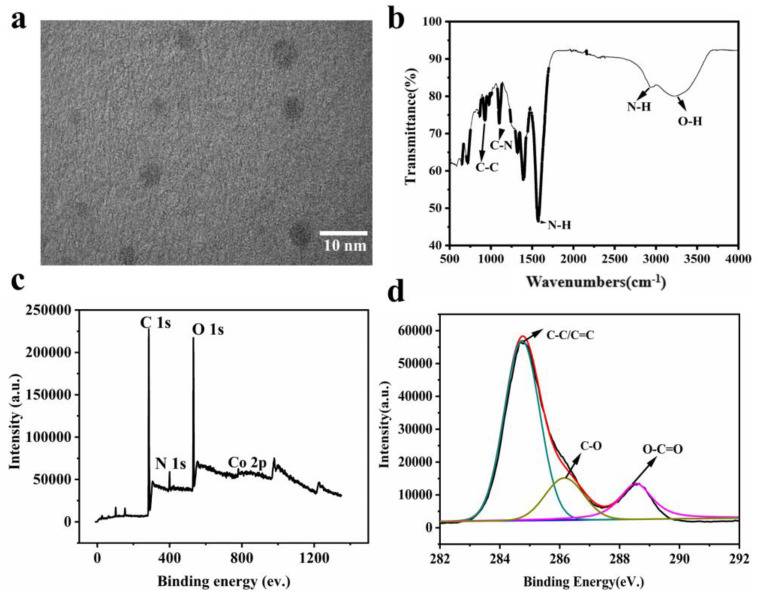 a
10 nm
b
Transmittance(%)
100
90
80
70
60
50
40
C-C
C-N
N-H
N-H
O-H
500 1000 1500 2000 2500 3000 3500 4000
Wavenumbers(cm-1)
c
Intensity (a.u.)
250000
200000
150000
100000
50000
0
C 1s
O 1s
N 1s
Co 2p
0 400 800 1200
Binding energy (ev.)
d
Intensity(a.u.)
60000
50000
40000
30000
20000
10000
0
C-C/C=C
C-O
O-C=O
282 284 286 288 290 292
Binding Energy(eV.)